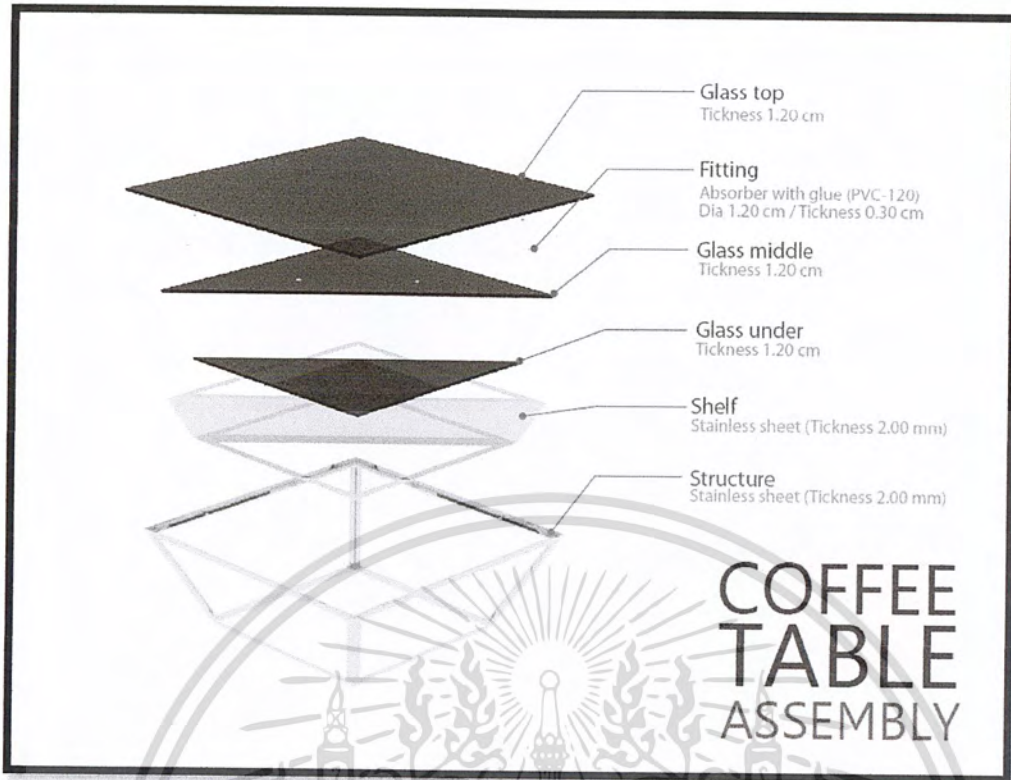 Glass top
Tickness 1.20 cm
Fitting
Absorber with glue (PVC-120)
Dia 1.20 cm / Tickness 0.30 cm
Glass middle
Tickness 1.20 cm
Glass under
Tickness 1.20 cm
Shelf
Stainless sheet (Tickness 2.00 mm)
Structure
Stainless sheet (Tickness 2.00 mm)
COFFEE
TABLE
ASSEMBLY